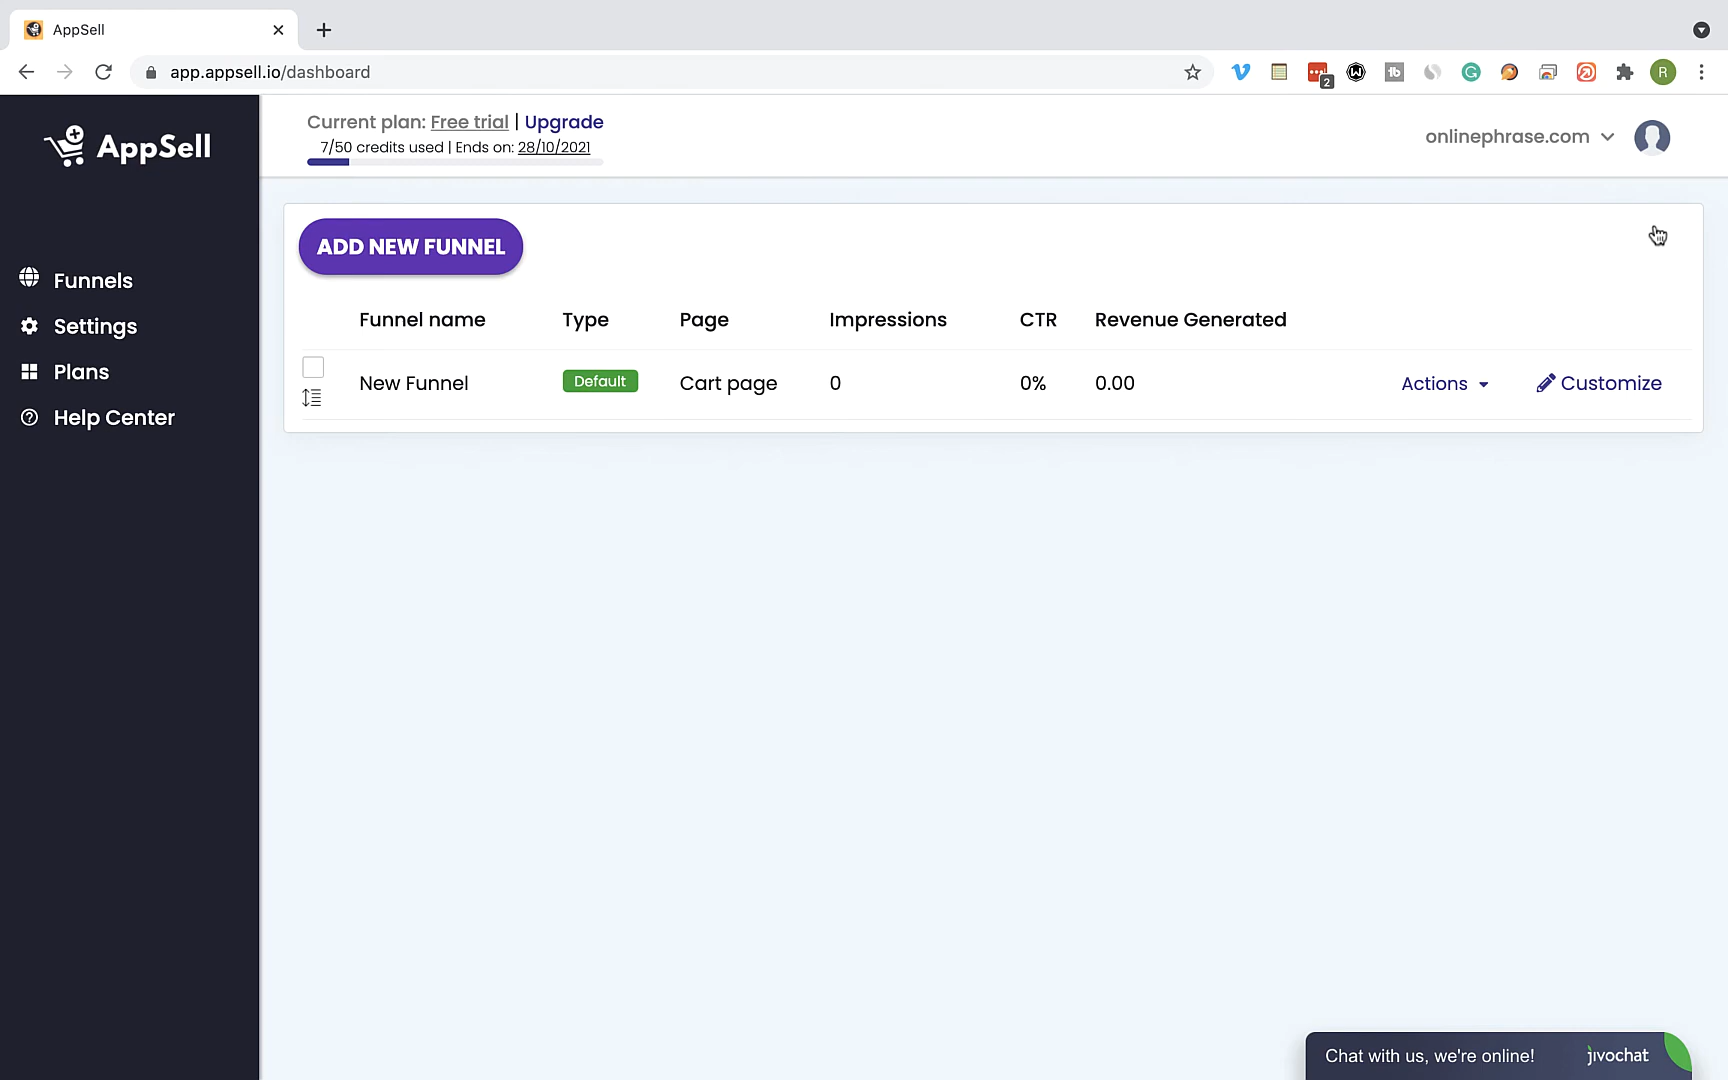 AppSell
app.appsell.io/dashboard
2
R
AppSell
Current plan: Free trial | Upgrade
7/50 credits used | Ends on: 28/10/2021
onlinephrase.com
Funnels
Settings
Plans
Help Center
ADD NEW FUNNEL
Funnel name Type Page Impressions CTR Revenue Generated
New Funnel Default Cart page 0 0% 0.00 Actions Customize
Chat with us, we're online! jivochat